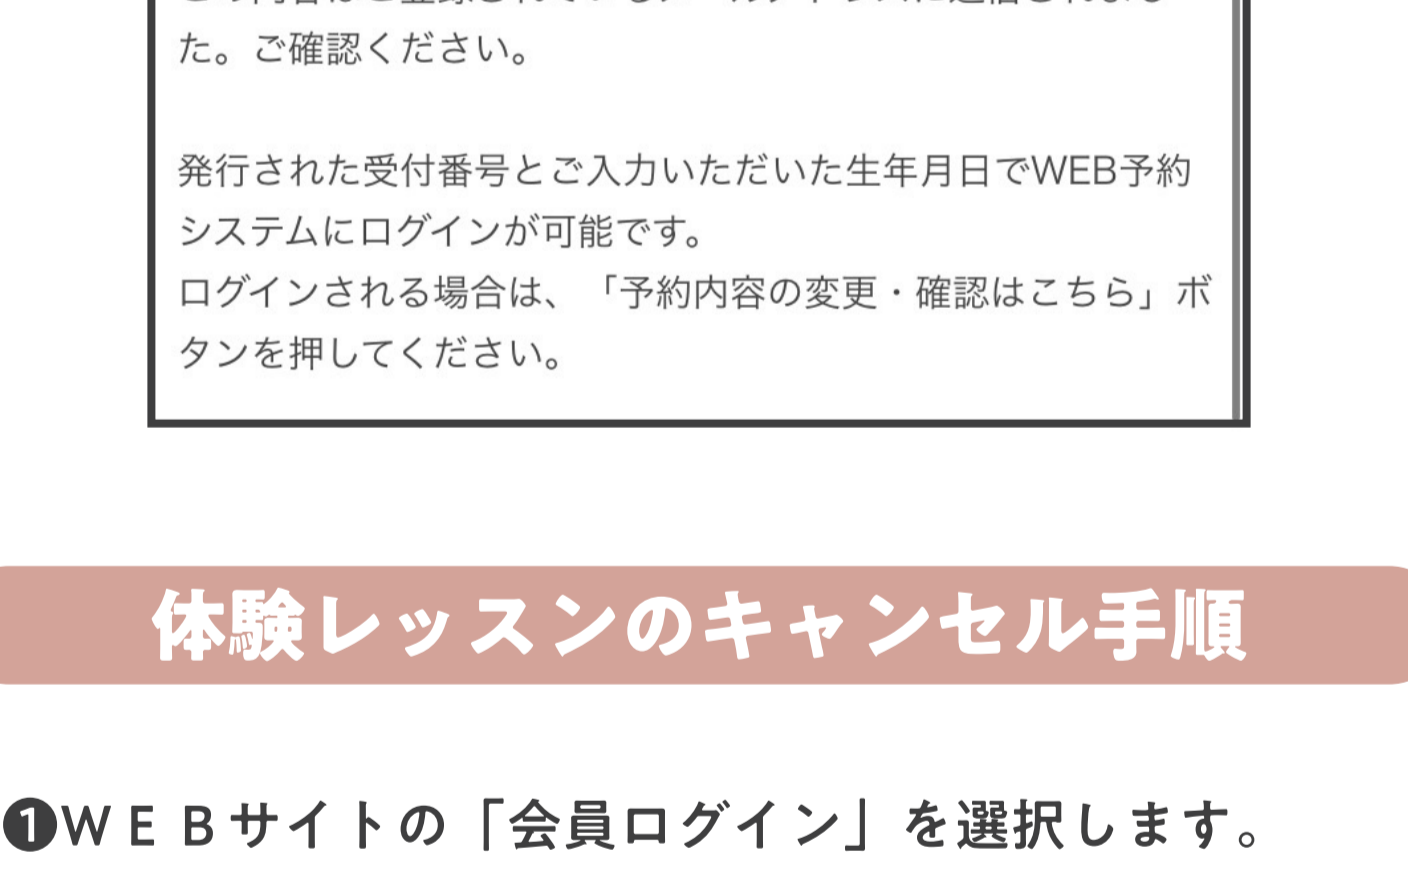 た。ご確認ください。
発行された受付番号とご入力いただいた生年月日でWEB予約
システムにログインが可能です。
ログインされる場合は、「予約内容の変更・確認はこちら」ボ
タンを押してください。
体験レッスンのキャンセル手順
❶ＷＥＢサイトの「会員ログイン」を選択します。